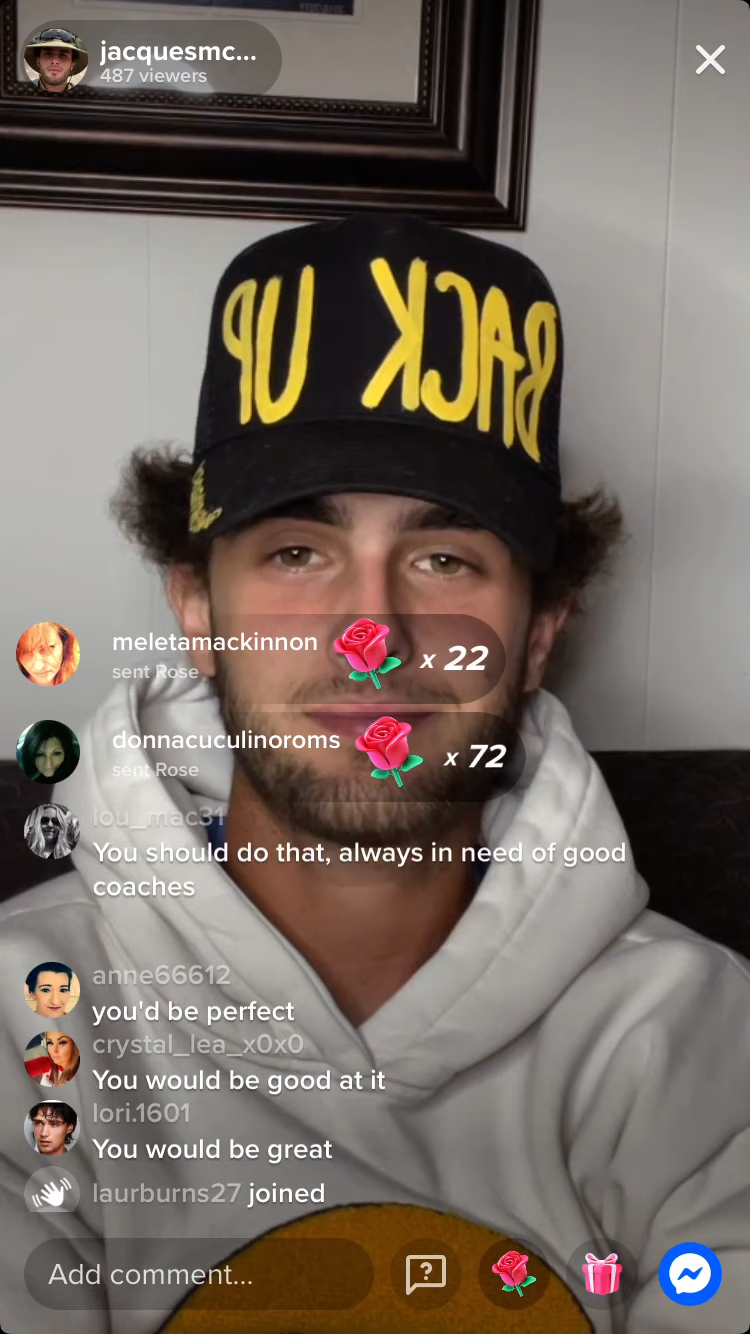 jacquesmc...
487 viewers
BACK UP
meletamackinnon
sent Rose
x 22
donnacuculinoroms
sent Rose
x 72
lou_mac31
You should do that, always in need of good
coaches
anne66612
you'd be perfect
crystal_lea_x0x0
You would be good at it
lori.1601
You would be great
laurburns27 joined
Add comment...